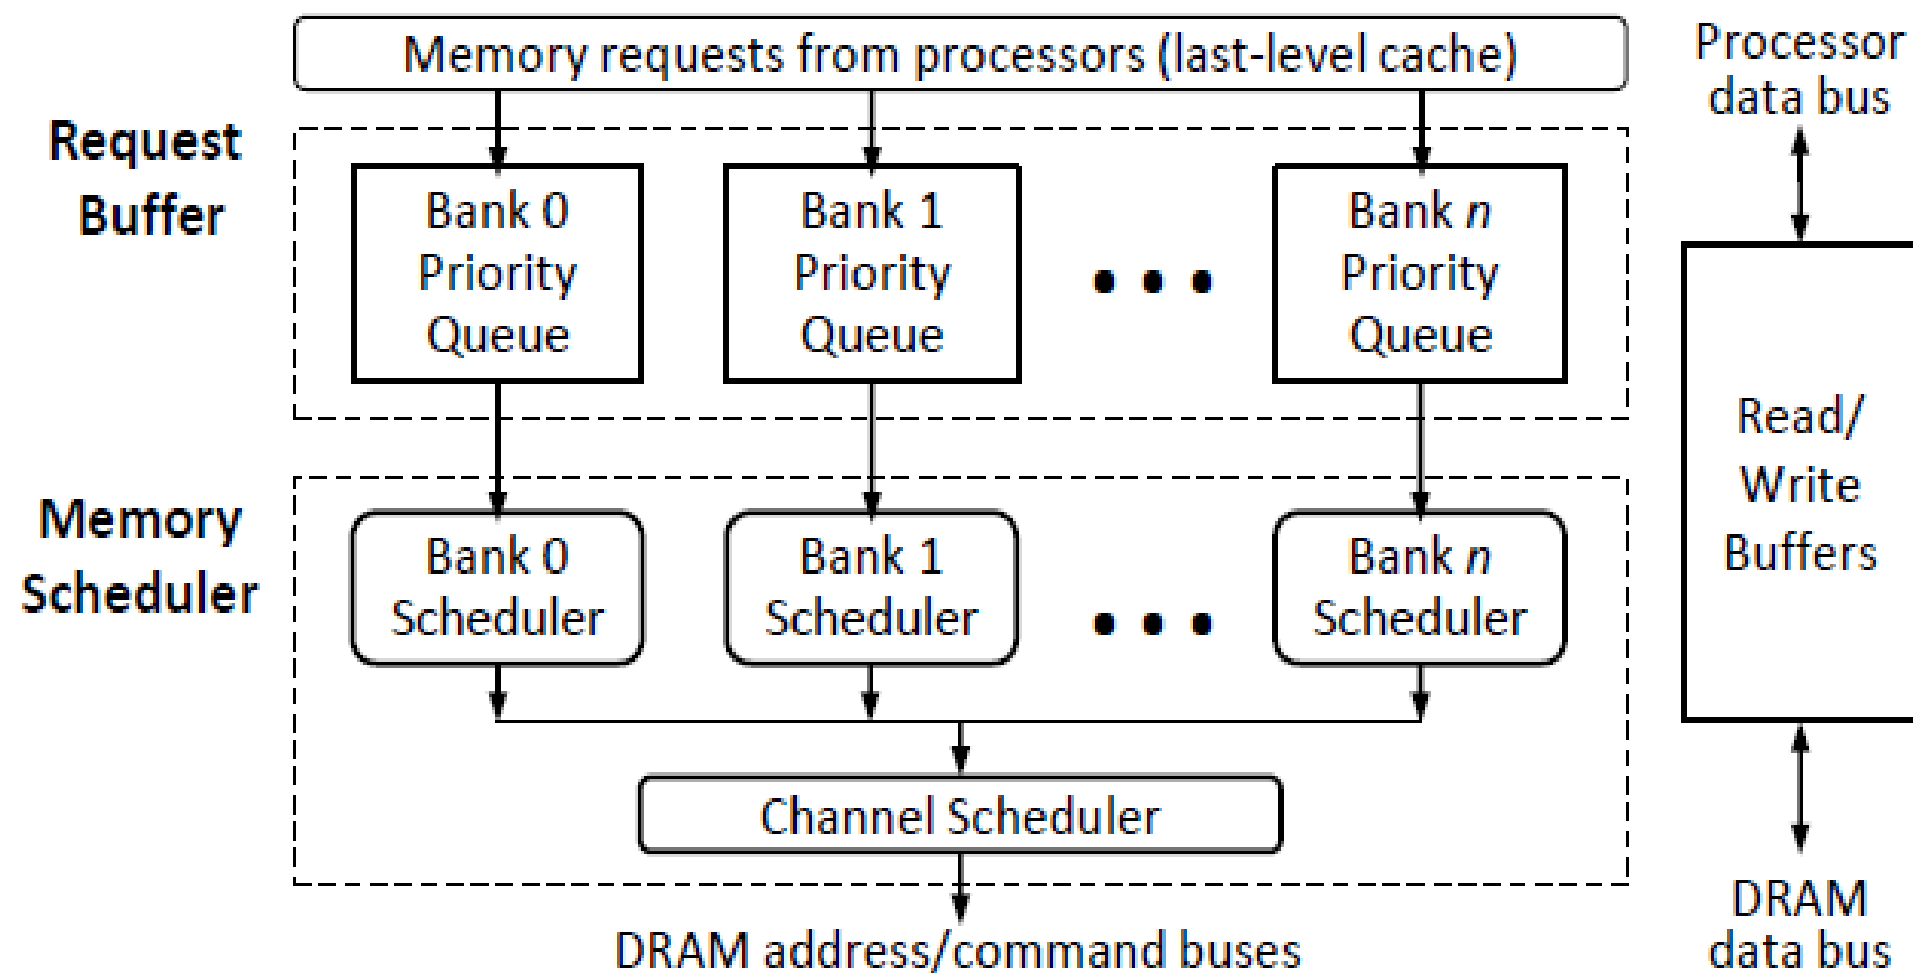 Memory requests from processors (last-level cache)
Processor
data bus
Request
Buffer
Bank 0
Priority
Queue
Bank 1
Priority
Queue
• • •
Bank n
Priority
Queue
Read/
Write
Buffers
Memory
Scheduler
Bank 0
Scheduler
Bank 1
Scheduler
• • •
Bank n
Scheduler
Channel Scheduler
DRAM address/command buses
DRAM
data bus